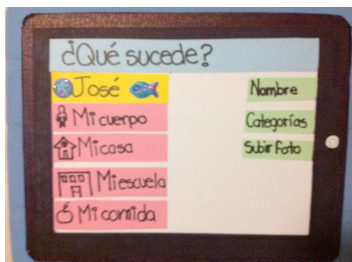 ¿Qué sucede?
José
Mi cuerpo
Mi casa
Mi escuela
Mi comida
Nombre
Categorías
Subir foto